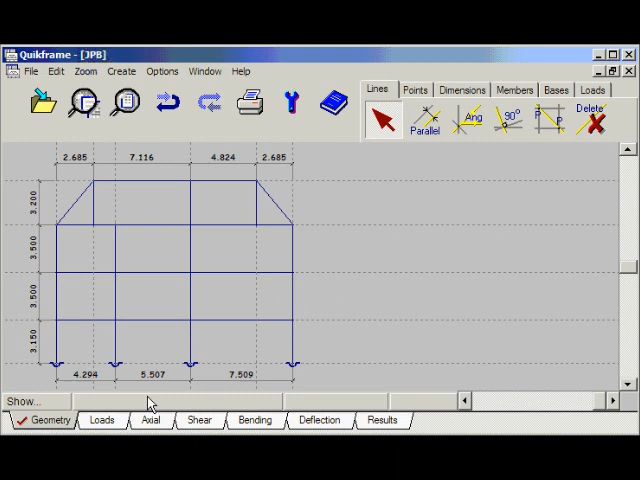 Quikframe - [JPB]
File Edit Zoom Create Options Window Help
Lines Points Dimensions Members Bases Loads
Parallel Ang 90° P P Delete
2.685 7.116 4.824 2.685
3.200
3.500
3.500
3.150
4.294 5.507 7.509
Show...
Geometry Loads Axial Shear Bending Deflection Results